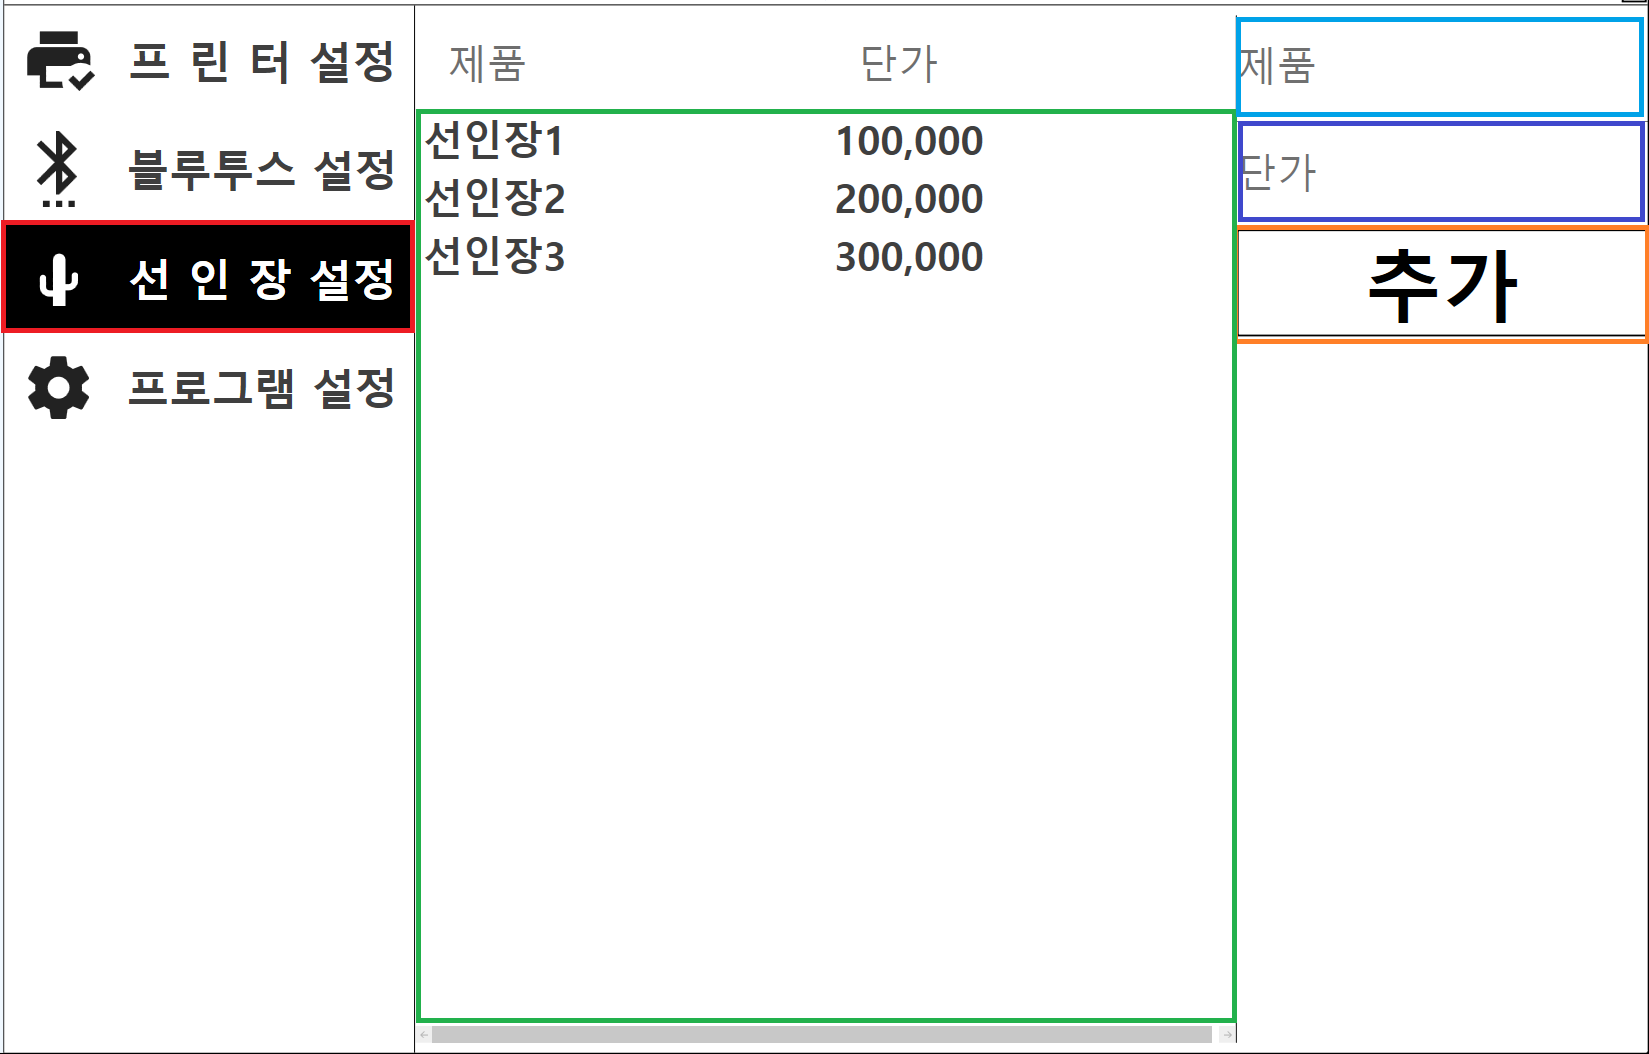 프 린 터 설정
블루투스 설정
선 인 장 설정
프로그램 설정
제품 단가
선인장1 100,000
선인장2 200,000
선인장3 300,000
제품
단가
추가